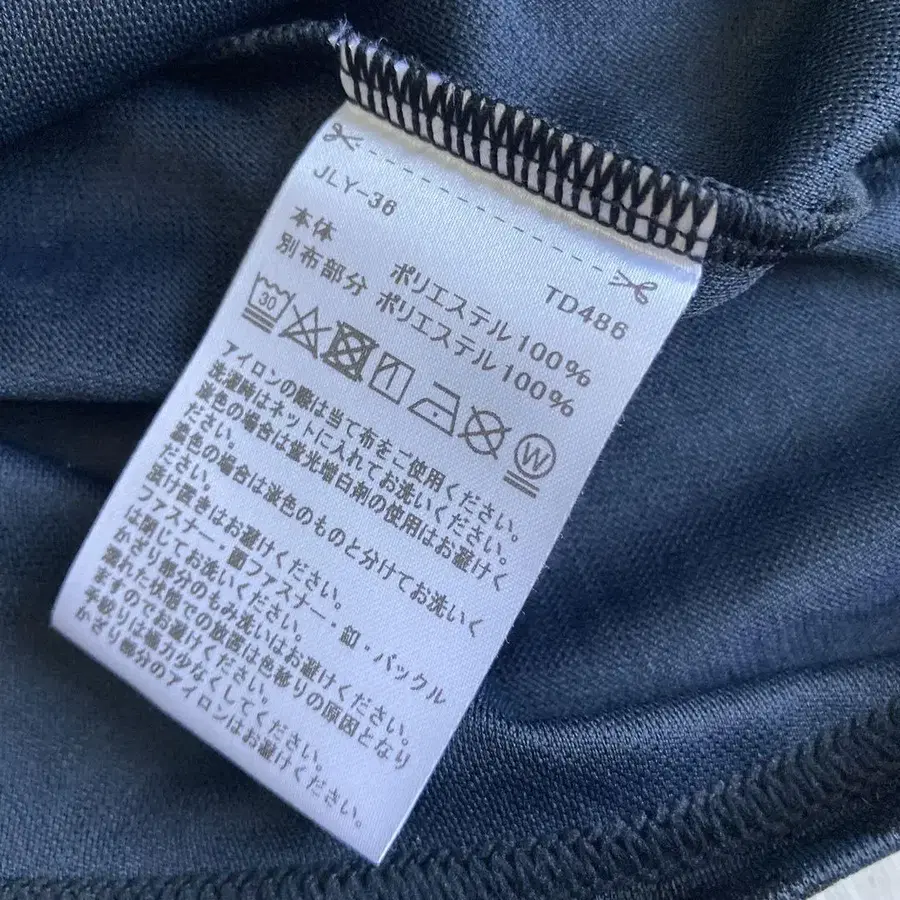 JLY-36 TD486
本体 ポリエステル100%
別布部分 ポリエステル100%
30 W
アイロンの際は当て布をご使用ください。
洗濯時はネットに入れてお洗いください。
淡色の場合は蛍光増白剤の使用はお避けく
ださい。
濃色の場合は淡色のものと分けてお洗いく
ださい。
漬け置きはお避けください。
ファスナー・面ファスナー・釦・バックル
は閉じてお洗いください。
かざり部分のもみ洗いはお避けください。
濡れた状態での放置は色移りの原因となり
ますのでお避けください。
手絞りは極力少なくしてください。
かざり部分のアイロンはお避けください。